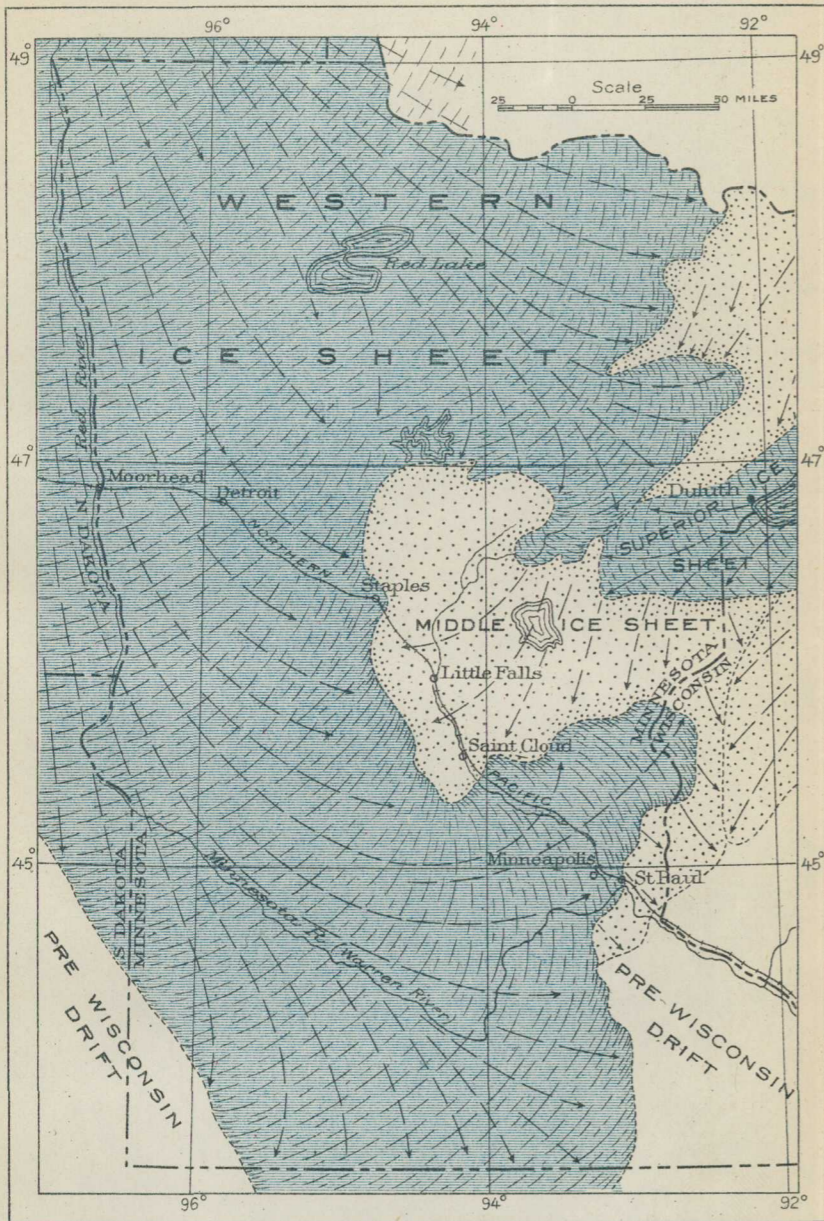 96°
94°
92°
49°
49°
Scale
25 0 25 50 MILES
WESTERN
Red Lake
ICE SHEET
Red River
47°
47°
Moorhead
Detroit
Duluth
SUPERIOR ICE
SHEET
N. DAKOTA
NORTHERN
Staples
MIDDLE ICE SHEET
MINNESOTA
WISCONSIN
Little Falls
Saint Cloud
PACIFIC
45°
45°
Minneapolis
St Paul
S DAKOTA
MINNESOTA
Minnesota R. (Warren River)
PRE WISCONSIN
DRIFT
PRE-WISCONSIN
DRIFT
96°
94°
92°